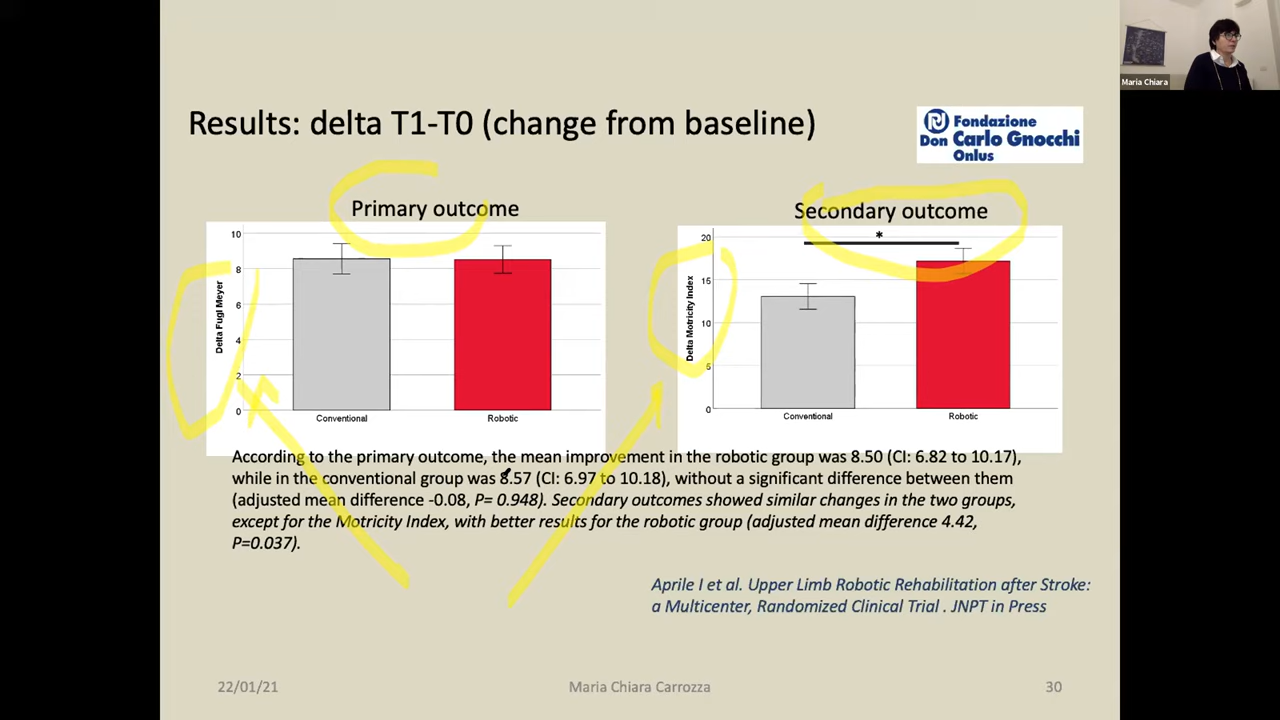 Maria Chiara
Results: delta T1-T0 (change from baseline)
Fondazione
Don Carlo Gnocchi
Onlus
Primary outcome
10
8
6
4
2
0
Delta Fugl Meyer
Conventional
Robotic
Secondary outcome
*
20
15
10
5
0
Delta Motricity Index
Conventional
Robotic
According to the primary outcome, the mean improvement in the robotic group was 8.50 (CI: 6.82 to 10.17),
while in the conventional group was 8.57 (CI: 6.97 to 10.18), without a significant difference between them
(adjusted mean difference -0.08, P= 0.948). Secondary outcomes showed similar changes in the two groups,
except for the Motricity Index, with better results for the robotic group (adjusted mean difference 4.42,
P=0.037).
Aprile I et al. Upper Limb Robotic Rehabilitation after Stroke:
a Multicenter, Randomized Clinical Trial . JNPT in Press
22/01/21
Maria Chiara Carrozza
30